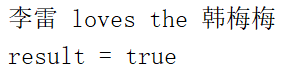 李雷 loves the 韩梅梅
result = true